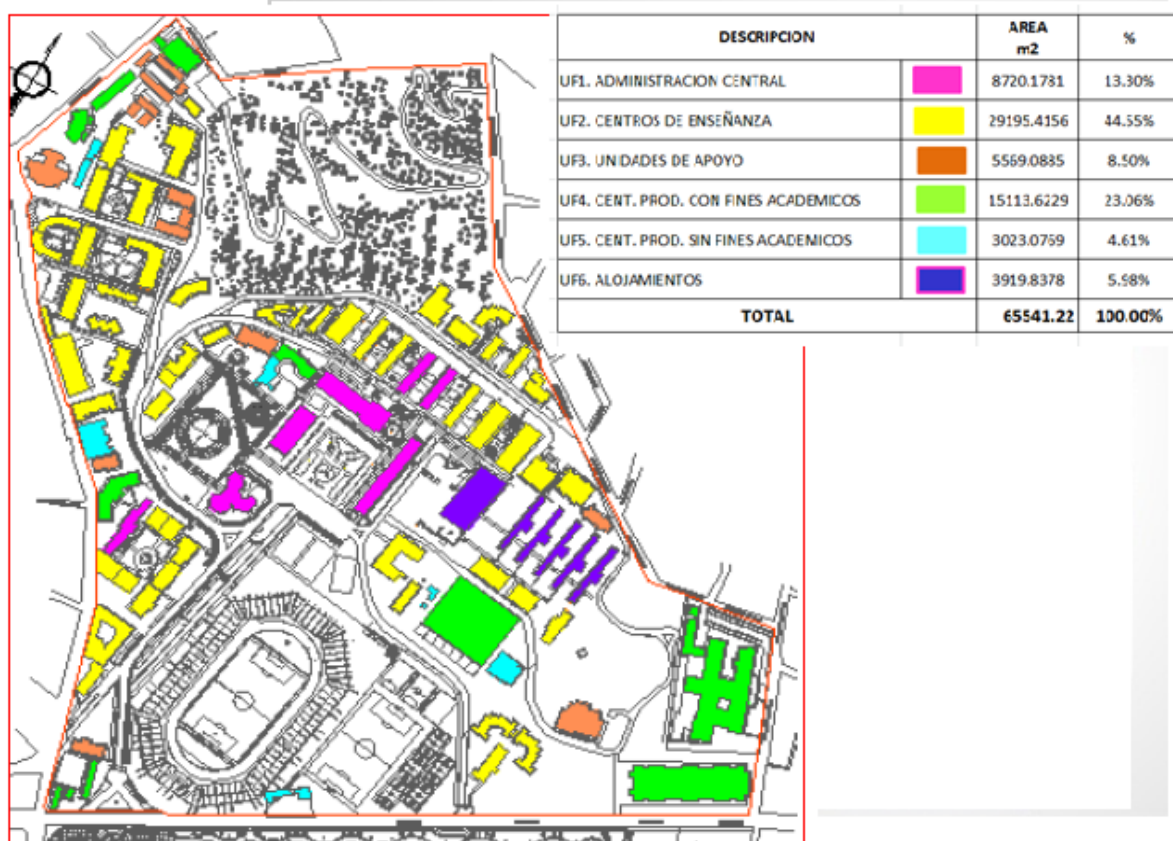 DESCRIPCION AREA m2 %
UF1. ADMINISTRACION CENTRAL 8720.1781 13.30%
UF2. CENTROS DE ENSEÑANZA 29195.4156 44.55%
UF3. UNIDADES DE APOYO 5569.0885 8.50%
UF4. CENT. PROD. CON FINES ACADEMICOS 15113.6229 23.06%
UF5. CENT. PROD. SIN FINES ACADEMICOS 3023.0769 4.61%
UF6. ALOJAMIENTOS 3919.8378 5.98%
TOTAL 65541.22 100.00%